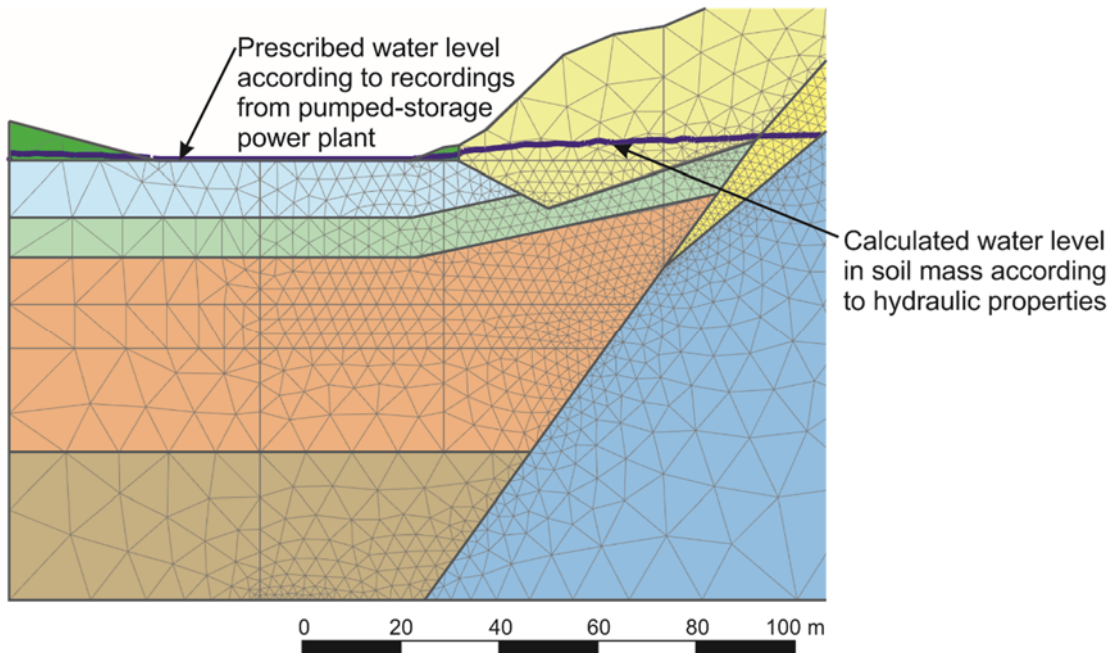 Prescribed water level
according to recordings
from pumped-storage
power plant
Calculated water level
in soil mass according
to hydraulic properties
0 20 40 60 80 100 m